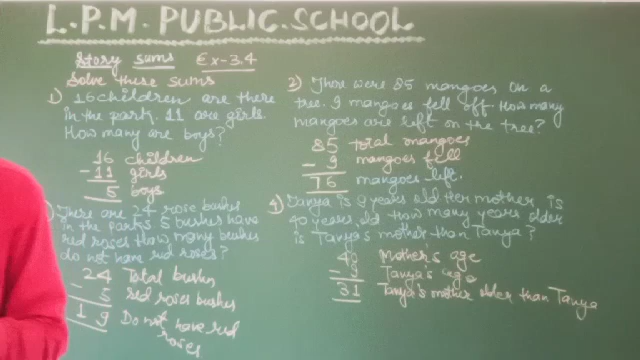 L.P.M. PUBLIC.SCHOOL
Story sums Ex-3.4
Solve these sums
1) 16 children are there
in the park. 11 are girls.
How many are boys?
16 children
- 11 girls
5 boys
2) There were 85 mangoes on a
tree. 9 mangoes fell off. How many
mangoes are left on the tree?
85 Total mangoes
- 9 mangoes fell
76 mangoes left.
) There are 24 rose bushes
in the park. 5 bushes have
red roses. How many bushes
do not have red roses?
24 Total bushes
- 5 red roses bushes
19 Do not have red
roses
4) Tanya is 9 years old. Her mother is
40 years old. How many years older
is Tanya's mother than Tanya?
40 Mother's age
- 9 Tanya's age
31 Tanya's mother older than Tanya